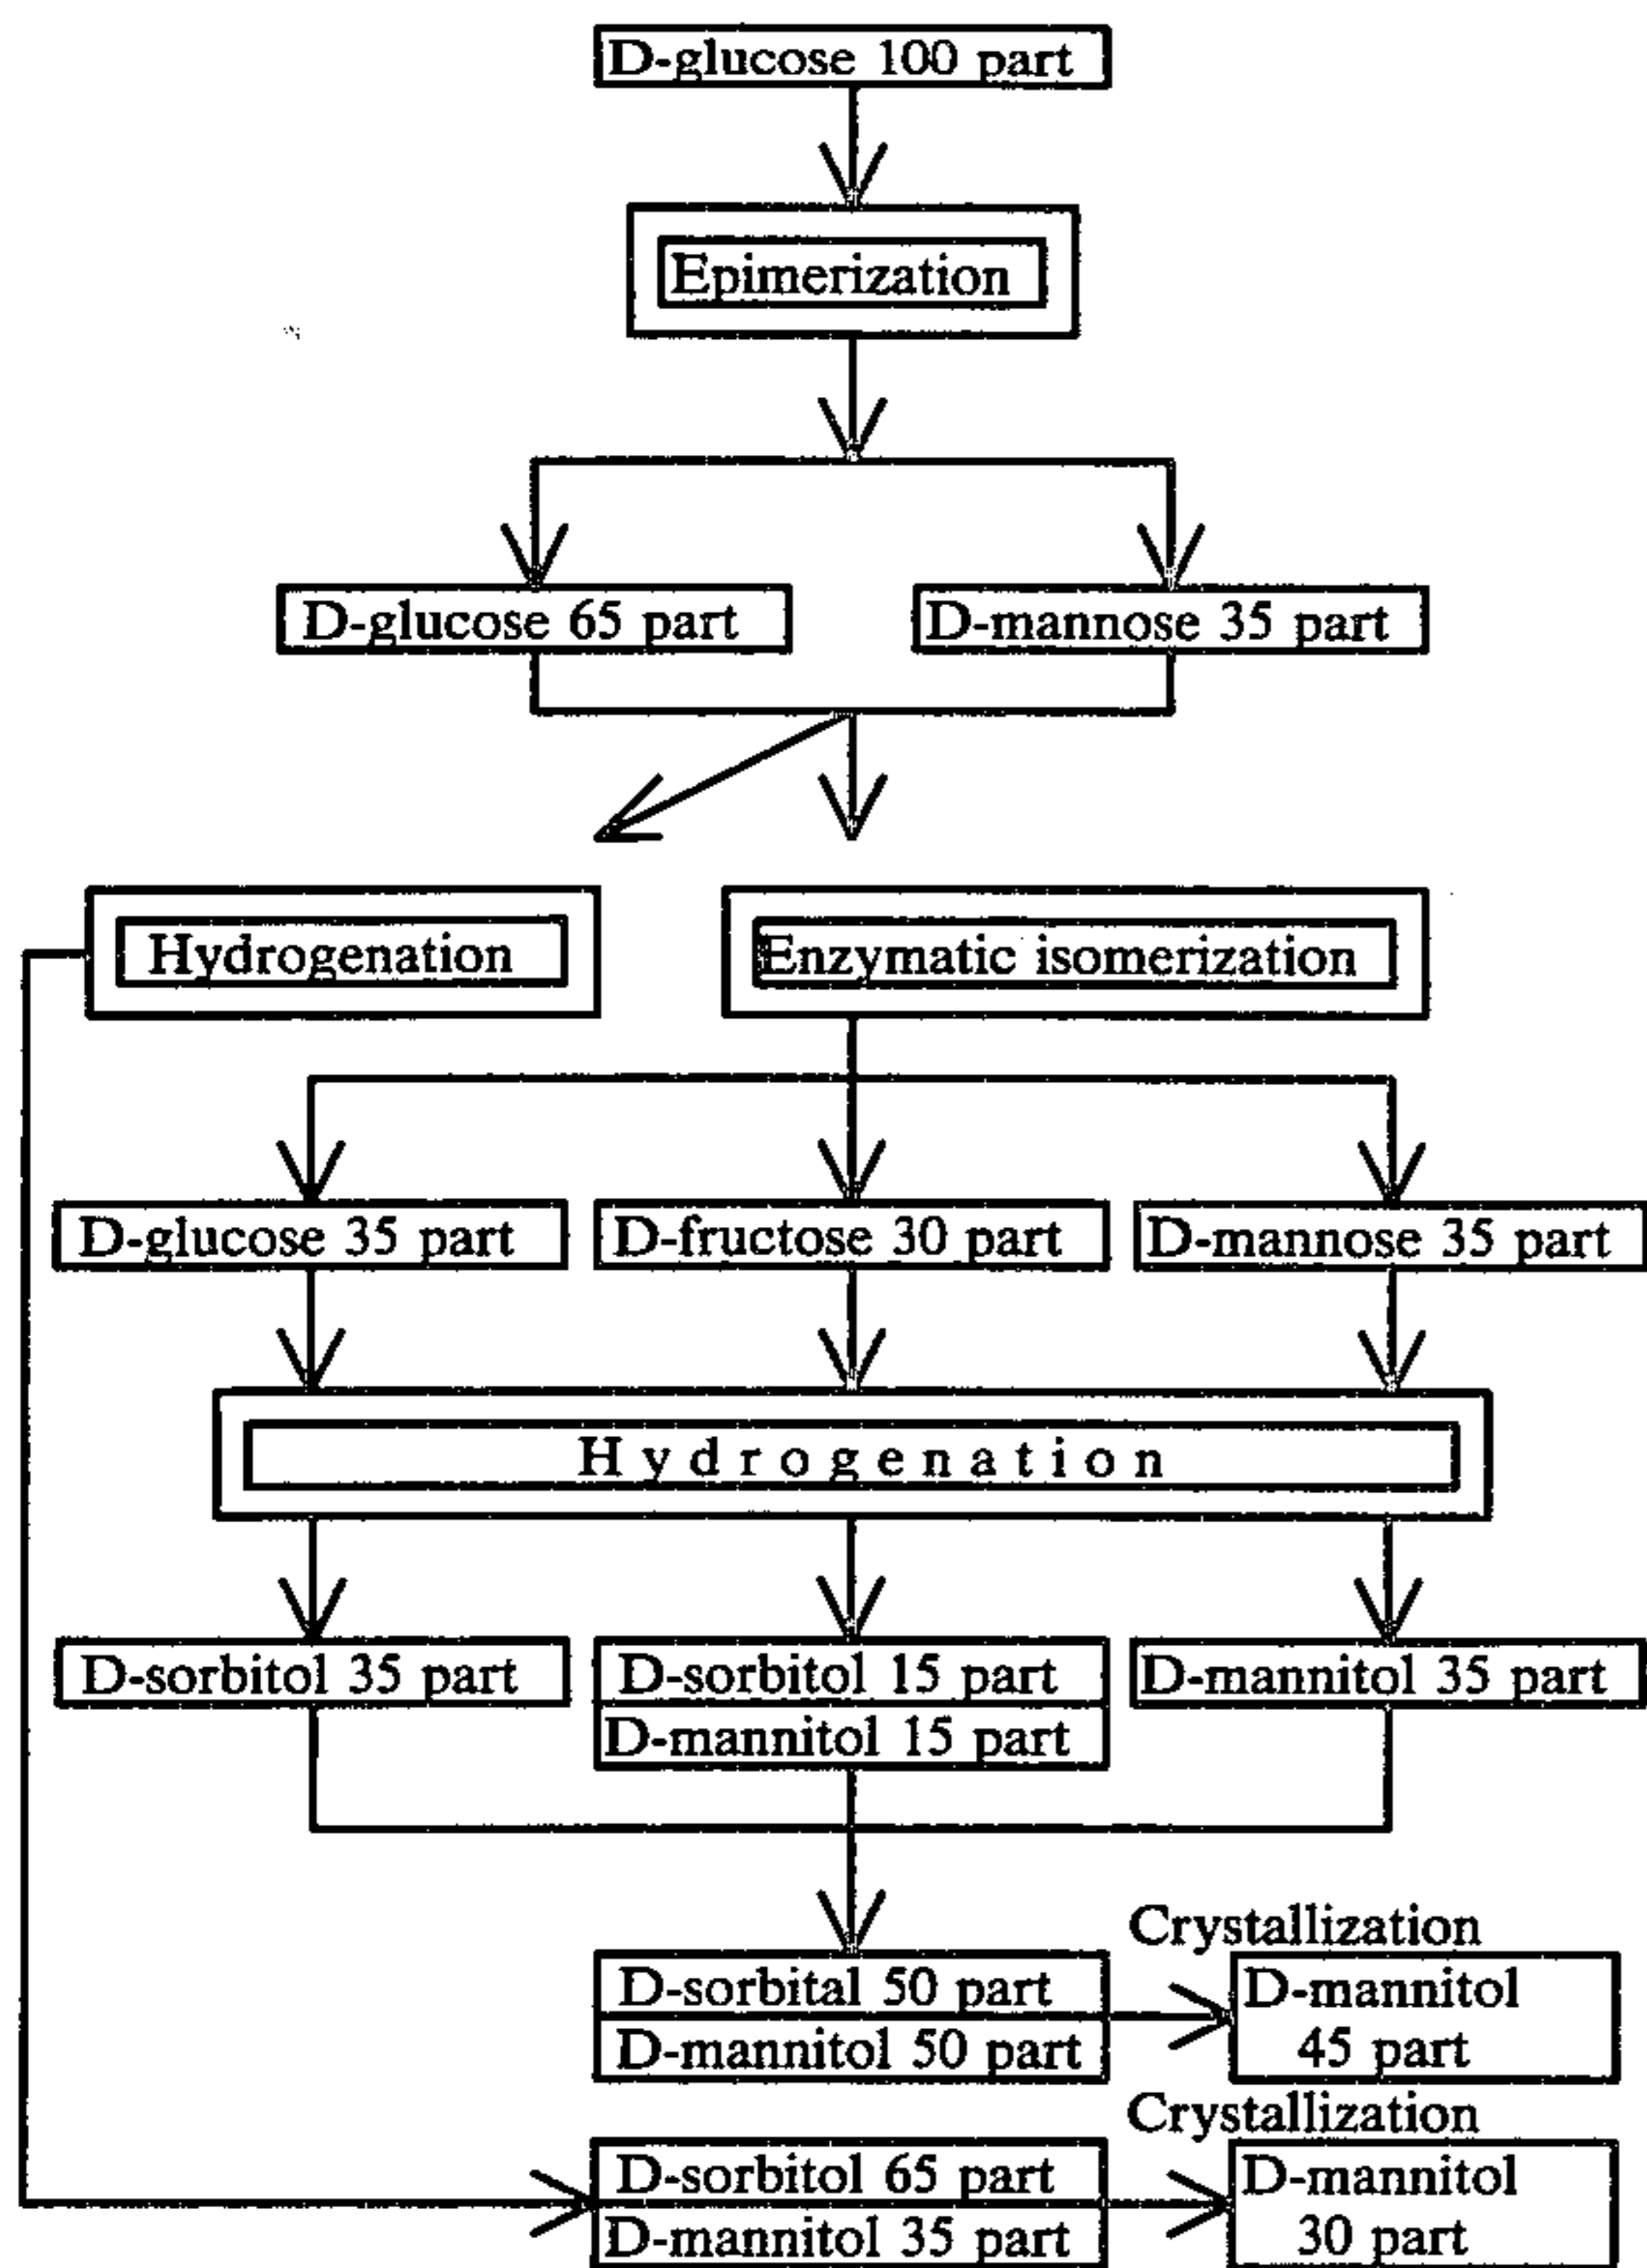 D-glucose 100 part
Epimerization
D-glucose 65 part
D-mannose 35 part
Hydrogenation
Enzymatic isomerization
D-glucose 35 part
D-fructose 30 part
D-mannose 35 part
Hydrogenation
D-sorbitol 35 part
D-sorbitol 15 part
D-mannitol 15 part
D-mannitol 35 part
D-sorbital 50 part
D-mannitol 50 part
Crystallization
D-mannitol
45 part
D-sorbitol 65 part
D-mannitol 35 part
Crystallization
D-mannitol
30 part